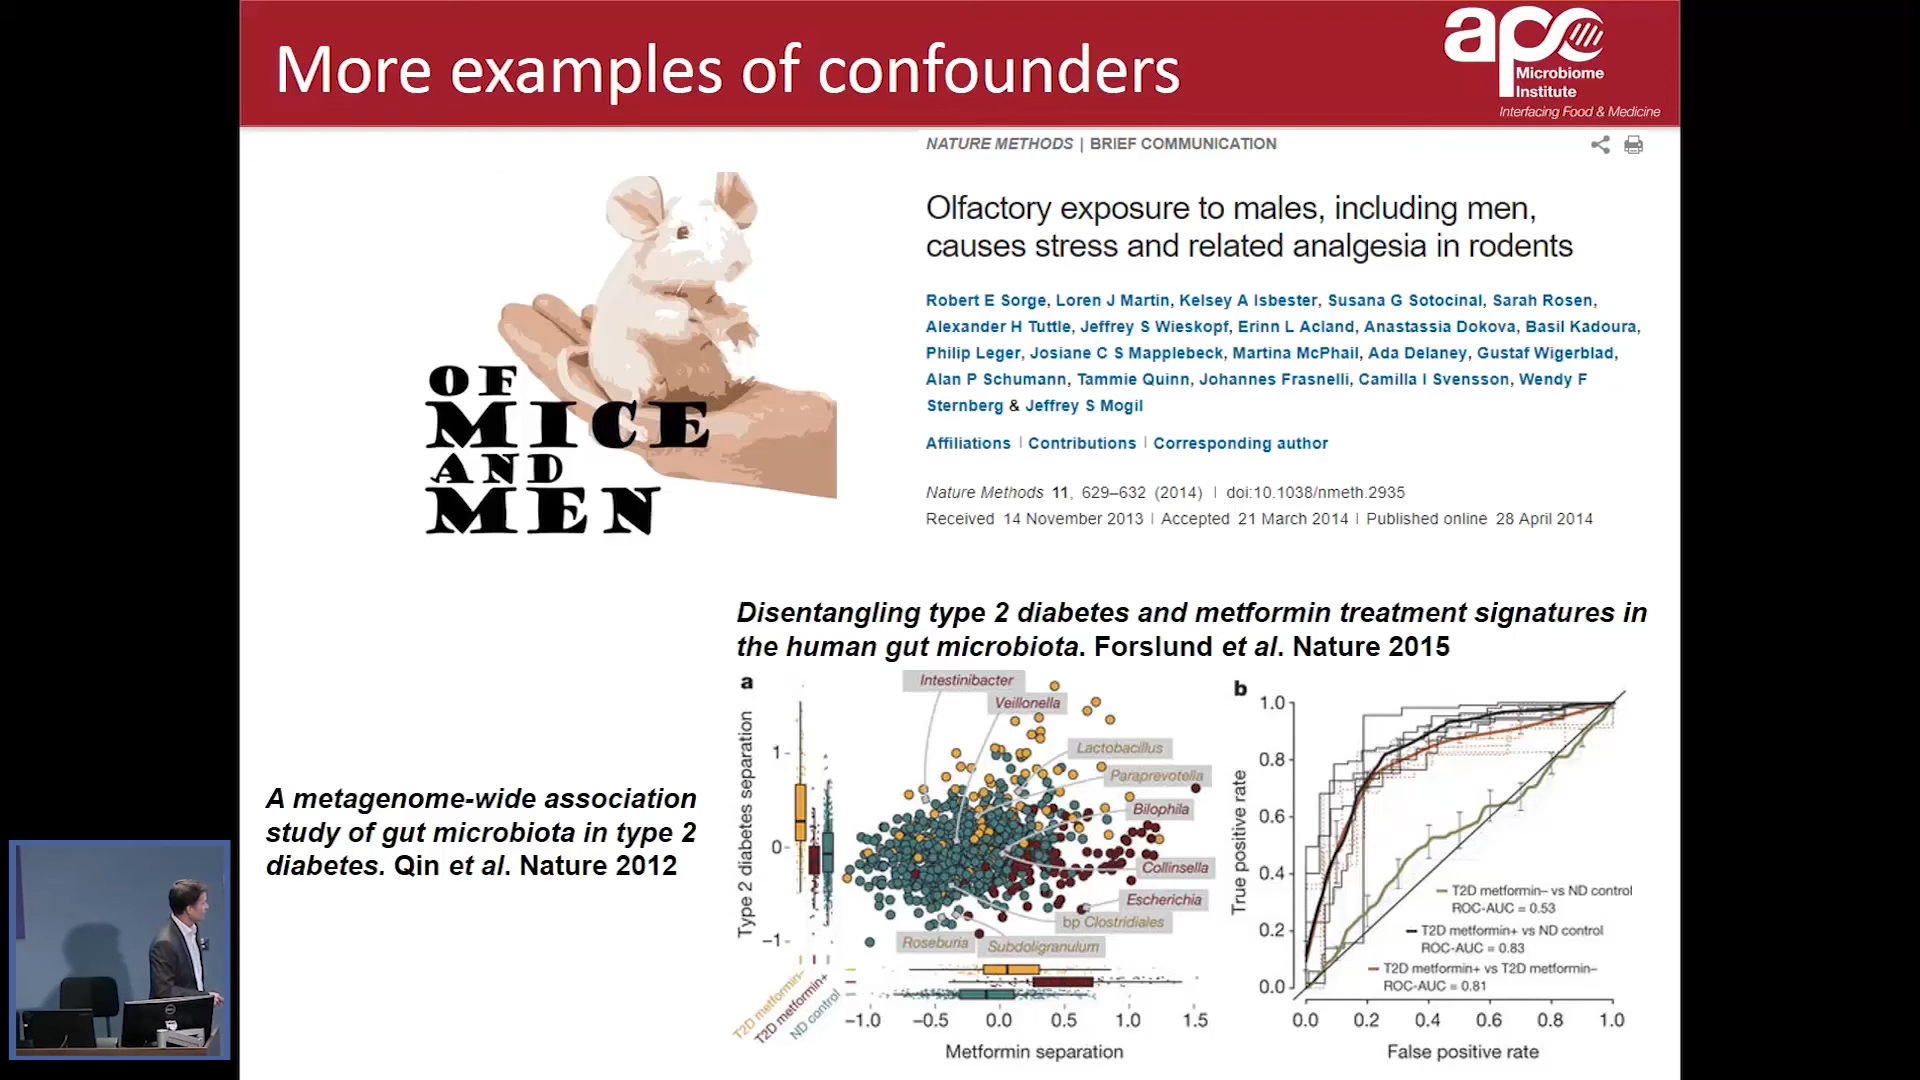 More examples of confounders
apc
Microbiome
Institute
Interfacing Food & Medicine
NATURE METHODS | BRIEF COMMUNICATION
Olfactory exposure to males, including men,
causes stress and related analgesia in rodents
Robert E Sorge, Loren J Martin, Kelsey A Isbester, Susana G Sotocinal, Sarah Rosen,
Alexander H Tuttle, Jeffrey S Wieskopf, Erinn L Acland, Anastassia Dokova, Basil Kadoura,
Philip Leger, Josiane C S Mapplebeck, Martina McPhail, Ada Delaney, Gustaf Wigerblad,
Alan P Schumann, Tammie Quinn, Johannes Frasnelli, Camilla I Svensson, Wendy F
Sternberg & Jeffrey S Mogil
Affiliations | Contributions | Corresponding author
Nature Methods 11, 629–632 (2014) | doi:10.1038/nmeth.2935
Received 14 November 2013 | Accepted 21 March 2014 | Published online 28 April 2014
OF
MICE
AND
MEN
Disentangling type 2 diabetes and metformin treatment signatures in
the human gut microbiota. Forslund et al. Nature 2015
A metagenome-wide association
study of gut microbiota in type 2
diabetes. Qin et al. Nature 2012
a
Type 2 diabetes separation
1
0
−1
Intestinibacter
Veillonella
Lactobacillus
Paraprevotella
Bilophila
Collinsella
Escherichia
bp Clostridiales
Roseburia
Subdoligranulum
T2D metformin−
T2D metformin+
ND control
−1.0 −0.5 0.0 0.5 1.0 1.5
Metformin separation
b
True positive rate
1.0
0.8
0.6
0.4
0.2
0.0
T2D metformin− vs ND control
ROC-AUC = 0.53
T2D metformin+ vs ND control
ROC-AUC = 0.83
T2D metformin+ vs T2D metformin−
ROC-AUC = 0.81
0.0 0.2 0.4 0.6 0.8 1.0
False positive rate